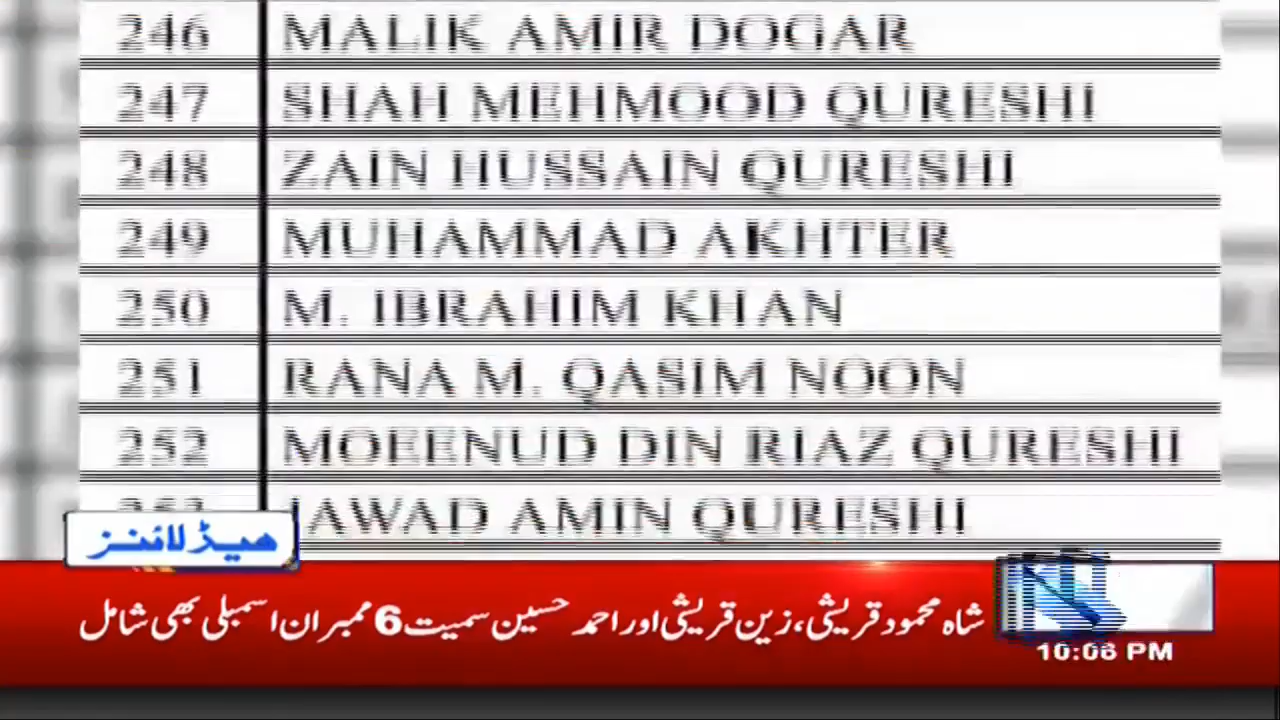 246 MALIK AMIR DOGAR
247 SHAH MEHMOOD QURESHI
248 ZAIN HUSSAIN QURESHI
249 MUHAMMAD AKHTER
250 M. IBRAHIM KHAN
251 RANA M. QASIM NOON
252 MOEENUD DIN RIAZ QURESHI
253 JAWAD AMIN QURESHI
ہیڈلائنز
شاہ محمود قریشی، زین قریشی اور احمد حسین سمیت 6 ممبران اسمبلی بھی شامل
10:06 PM